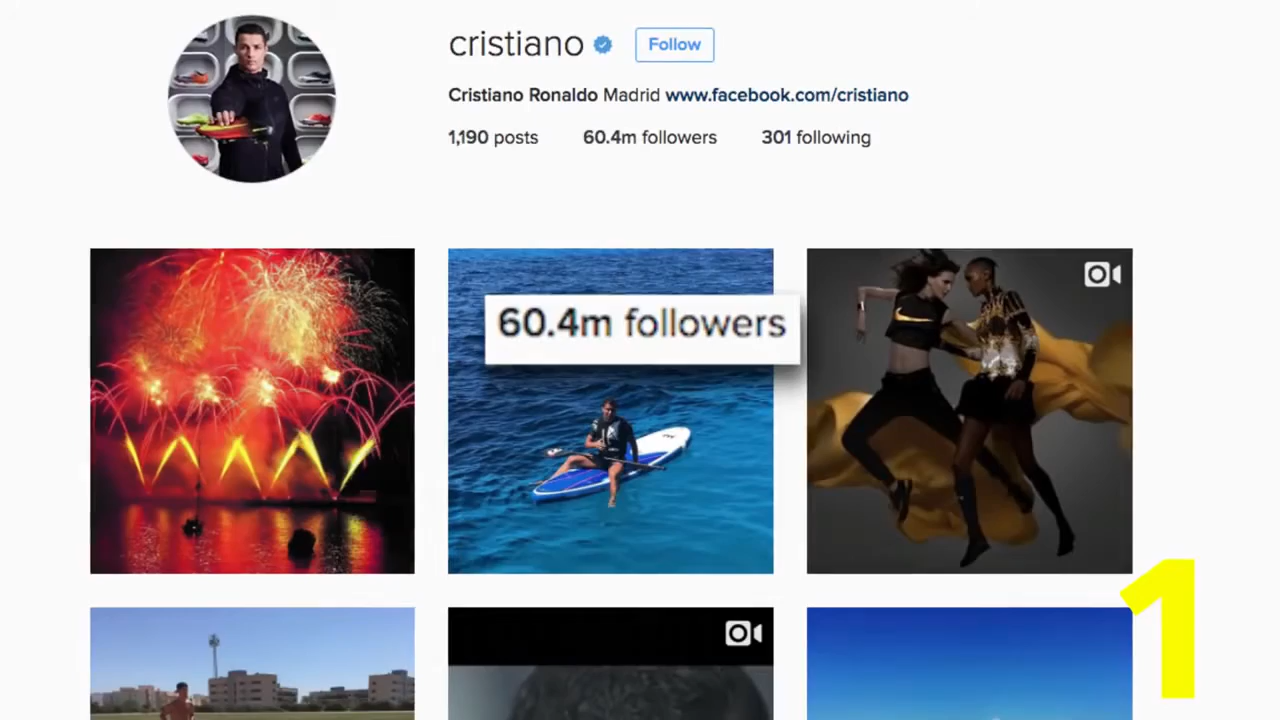 cristiano Follow
Cristiano Ronaldo Madrid www.facebook.com/cristiano
1,190 posts 60.4m followers 301 following
60.4m followers
1